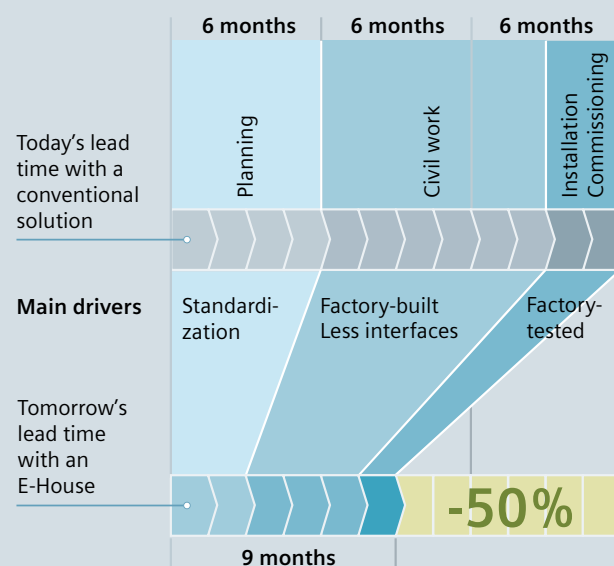 6 months
6 months
6 months
Today's lead
time with a
conventional
solution
Planning
Civil work
Installation
Commissioning
Main drivers
Standardi-
zation
Factory-built
Less interfaces
Factory-
tested
Tomorrow's
lead time
with an
E-House
-50%
9 months